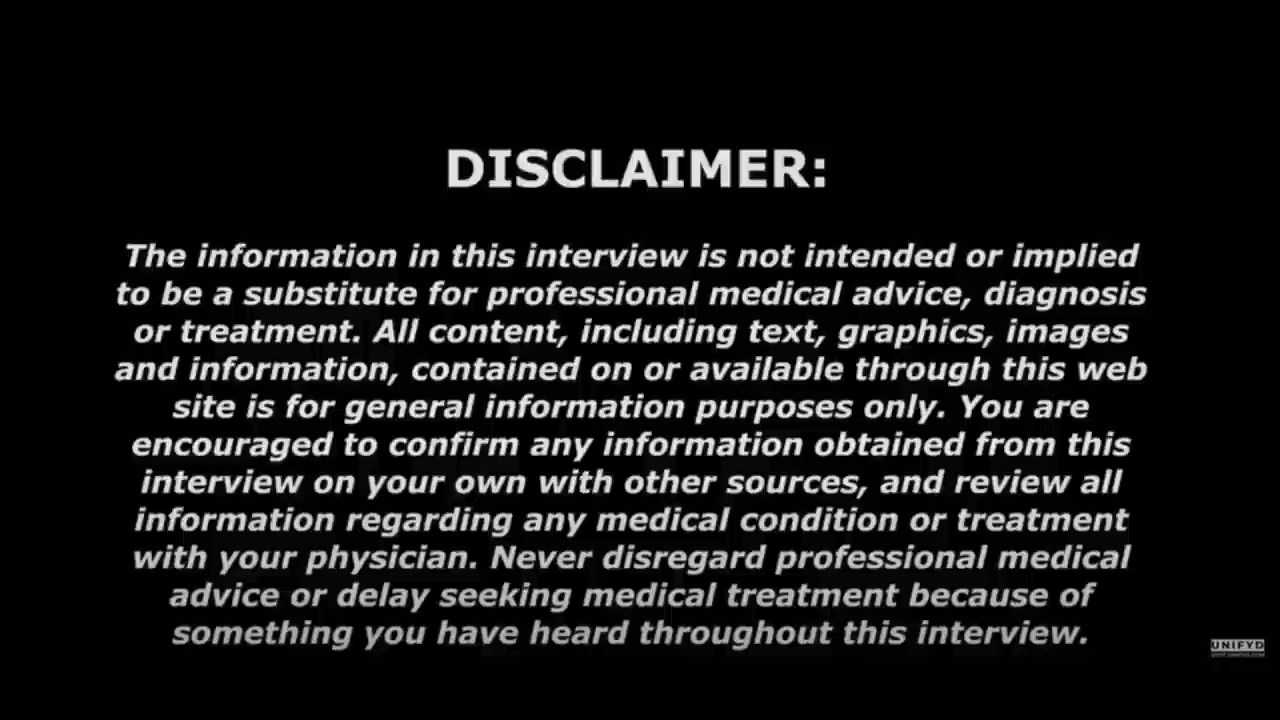 DISCLAIMER:
The information in this interview is not intended or implied
to be a substitute for professional medical advice, diagnosis
or treatment. All content, including text, graphics, images
and information, contained on or available through this web
site is for general information purposes only. You are
encouraged to confirm any information obtained from this
interview on your own with other sources, and review all
information regarding any medical condition or treatment
with your physician. Never disregard professional medical
advice or delay seeking medical treatment because of
something you have heard throughout this interview.
UNIFYD